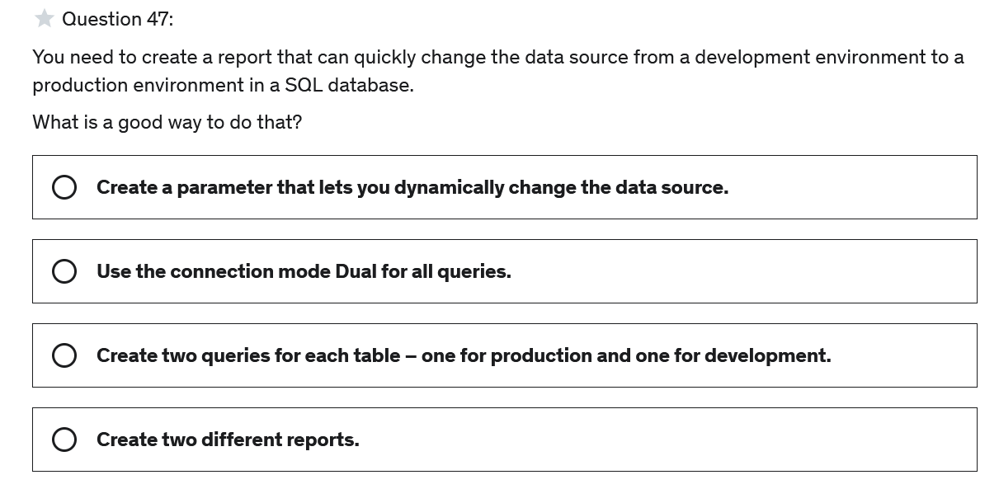 Question 47:
You need to create a report that can quickly change the data source from a development environment to a
production environment in a SQL database.
What is a good way to do that?
Create a parameter that lets you dynamically change the data source.
Use the connection mode Dual for all queries.
Create two queries for each table – one for production and one for development.
Create two different reports.